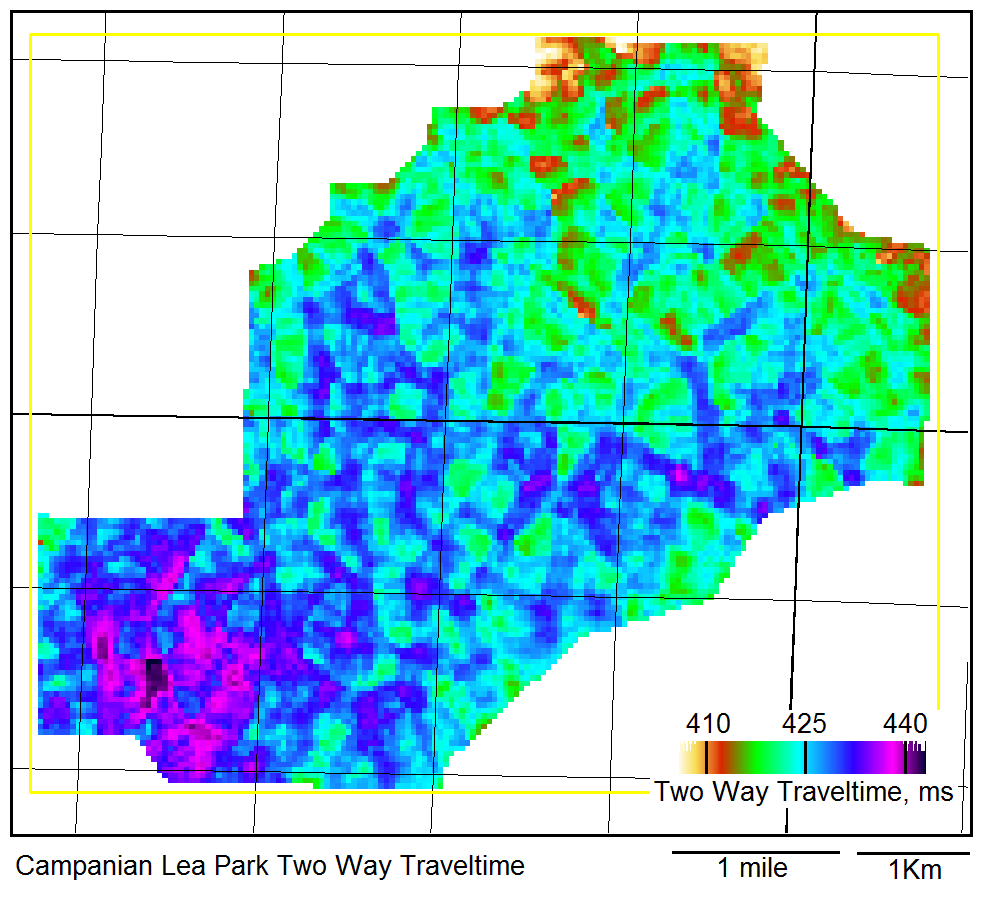 410 425 440
Two Way Traveltime, ms
Campanian Lea Park Two Way Traveltime
1 mile 1Km